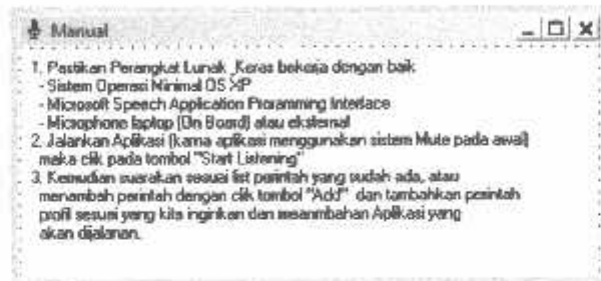 Manual
1. Pastikan Perangkat Lunak _Keras bekerja dengan baik
- Sistem Operasi Minimal OS XP
- Microsoft Speech Application Programming Interface
- Microphone laptop (On Board) atau eksternal
2. Jalankan Aplikasi (karna aplikasi menggunakan sistem Mute pada awal)
maka clik pada tombol "Start Listening"
3. Kemudian suarakan sesuai list perintah yang sudah ada, atau
menambah perintah dengan clik tombol "Add" dan tambahkan perintah
profil sesuai yang kita inginkan dan meanmbahan Aplikasi yang
akan dijalanan.